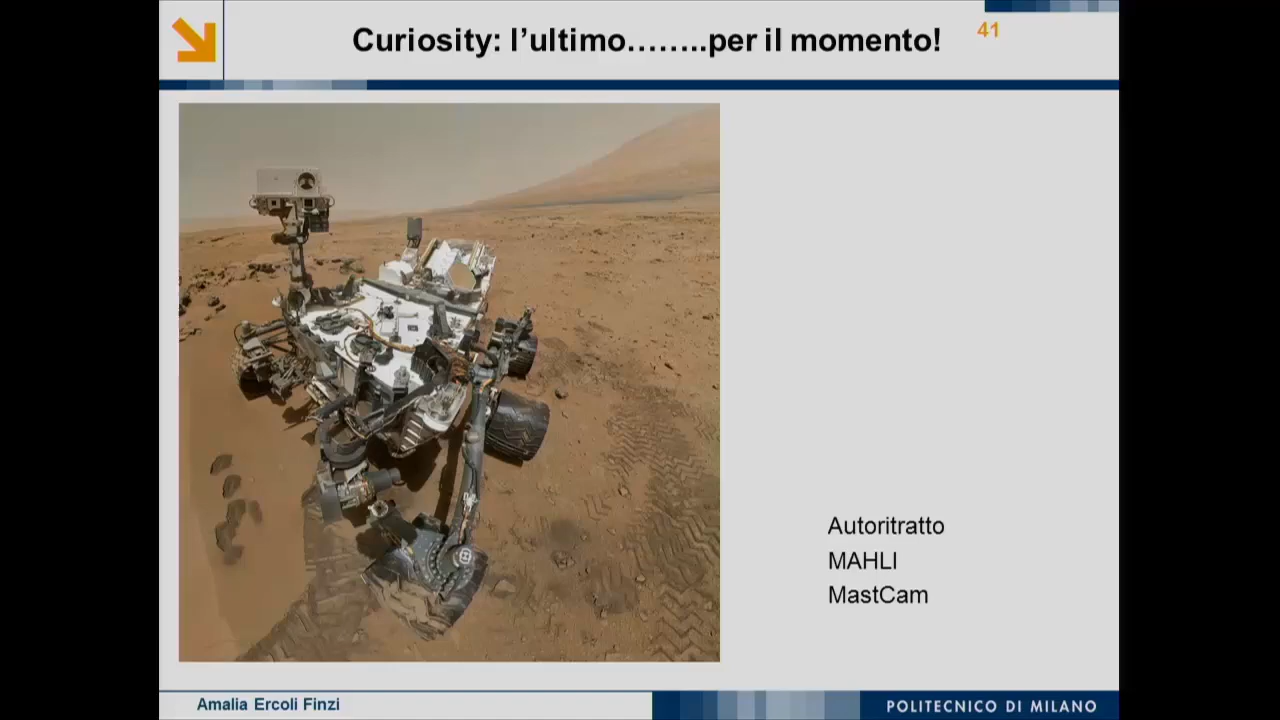 Curiosity: l’ultimo……..per il momento!
41
Autoritratto
MAHLI
MastCam
Amalia Ercoli Finzi
POLITECNICO DI MILANO